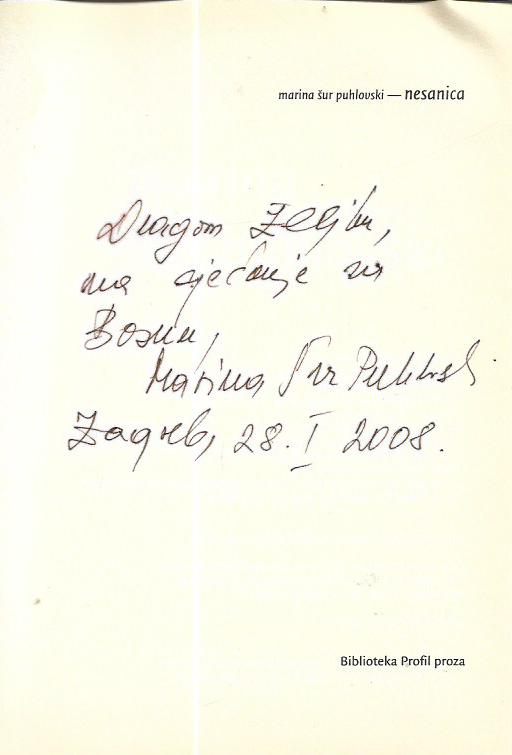 marina šur puhlovski — nesanica
Dragom Željku,
na sjećanje na
Bosnu,
Marina Šur Puhlovski
Zagreb, 28. I 2008.
Biblioteka Profil proza